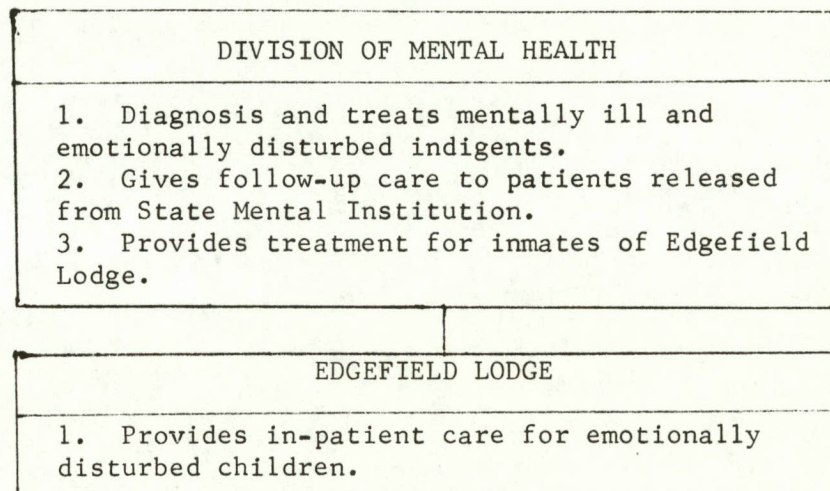 DIVISION OF MENTAL HEALTH
1. Diagnosis and treats mentally ill and
emotionally disturbed indigents.
2. Gives follow-up care to patients released
from State Mental Institution.
3. Provides treatment for inmates of Edgefield
Lodge.
EDGEFIELD LODGE
1. Provides in-patient care for emotionally
disturbed children.